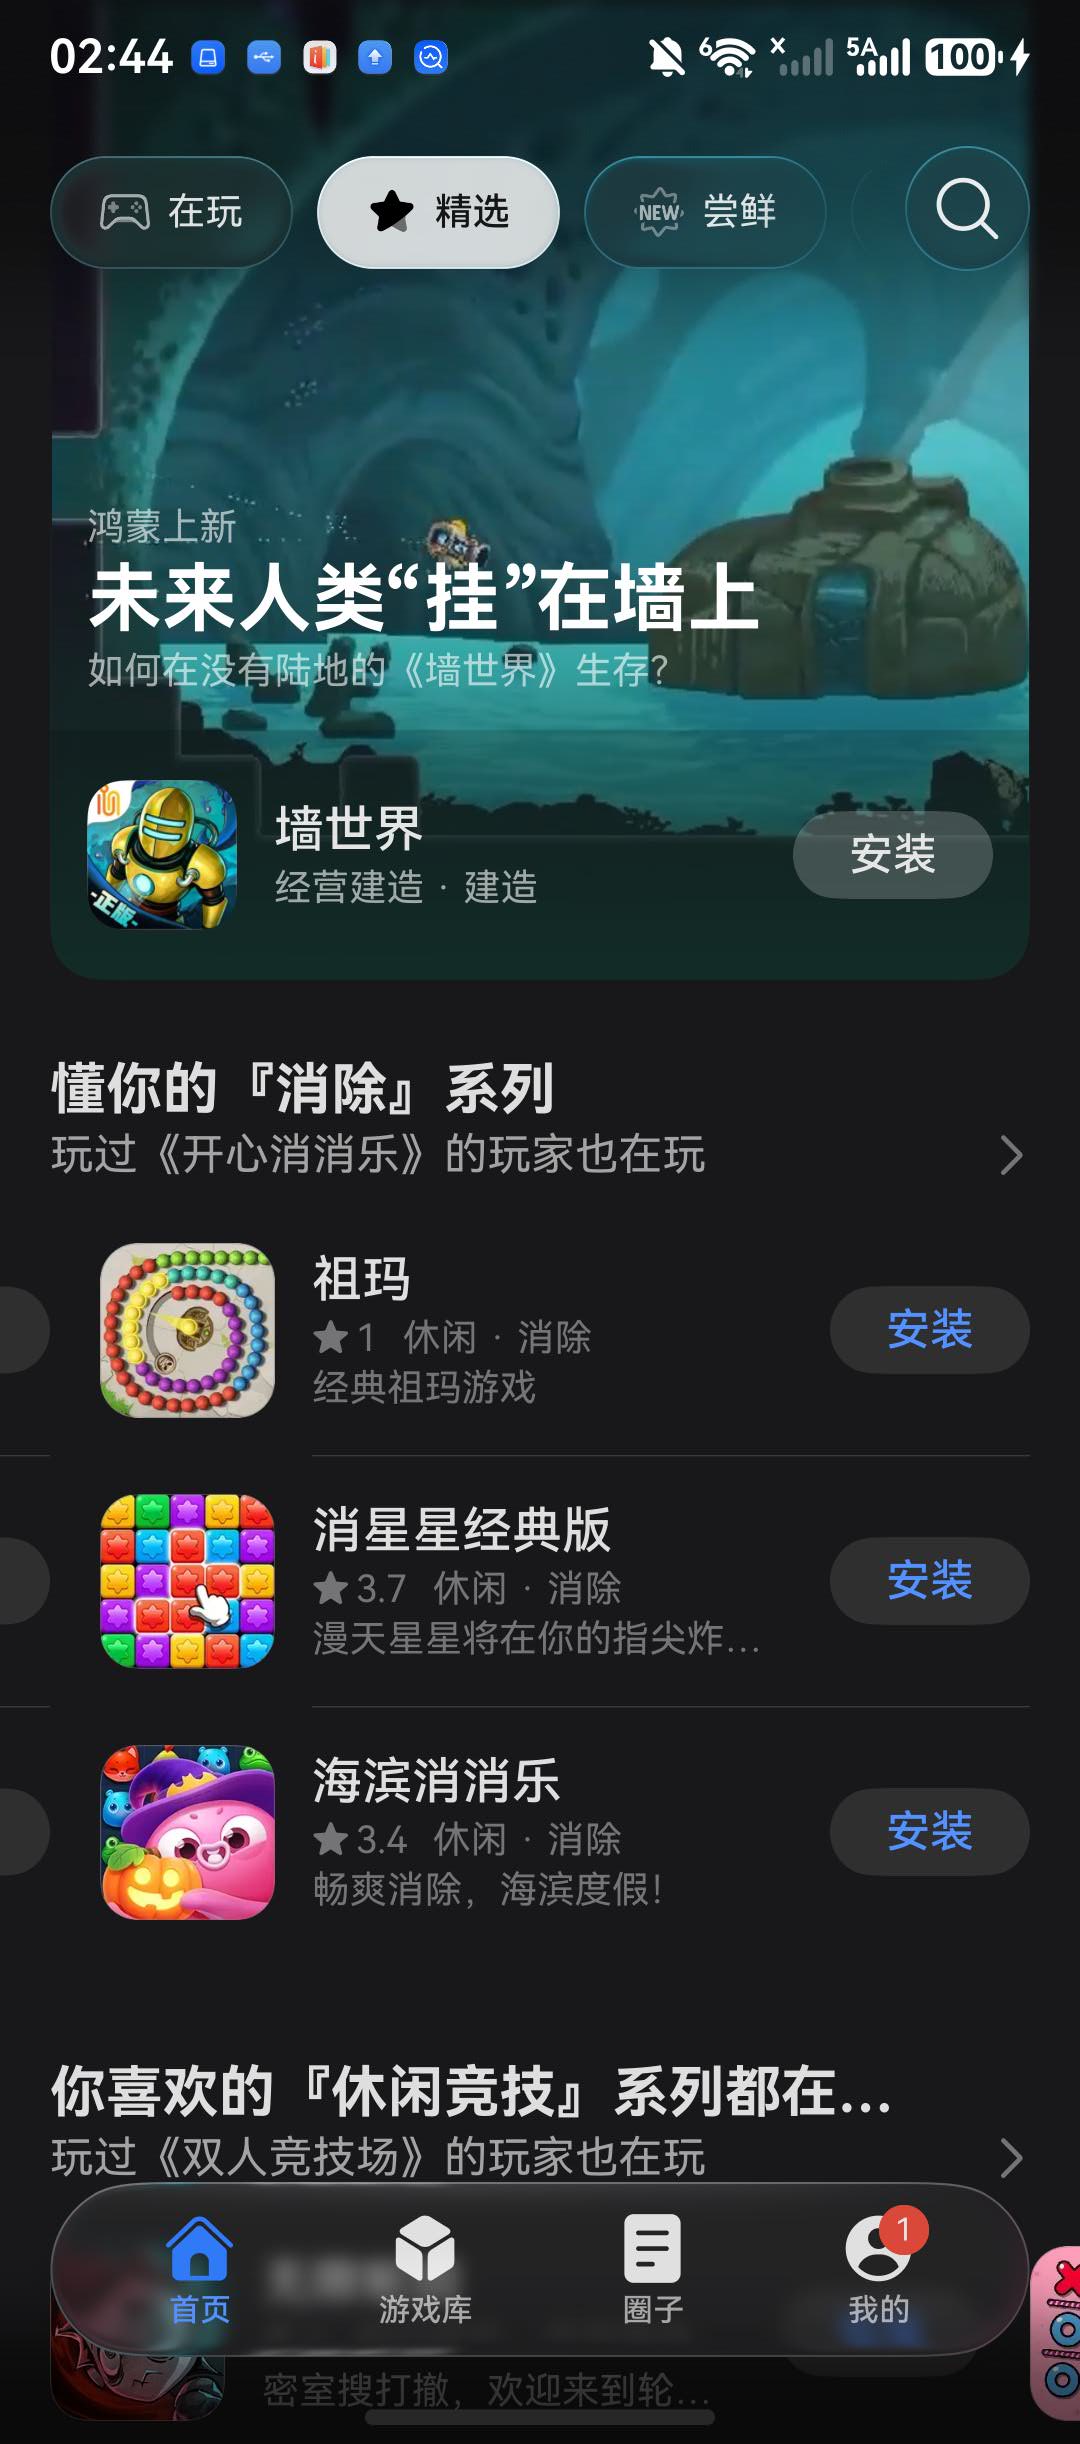 02:44
6
5A
100
在玩
精选
NEW
尝鲜
鸿蒙上新
未来人类“挂”在墙上
如何在没有陆地的《墙世界》生存?
-正版-
墙世界
经营建造 · 建造
安装
懂你的『消除』系列
玩过《开心消消乐》的玩家也在玩
祖玛
1 休闲 · 消除
经典祖玛游戏
安装
消星星经典版
3.7 休闲 · 消除
漫天星星将在你的指尖炸...
安装
海滨消消乐
3.4 休闲 · 消除
畅爽消除，海滨度假！
安装
你喜欢的『休闲竞技』系列都在...
玩过《双人竞技场》的玩家也在玩
1
首页
游戏库
圈子
我的
密室搜打撤，欢迎来到轮...